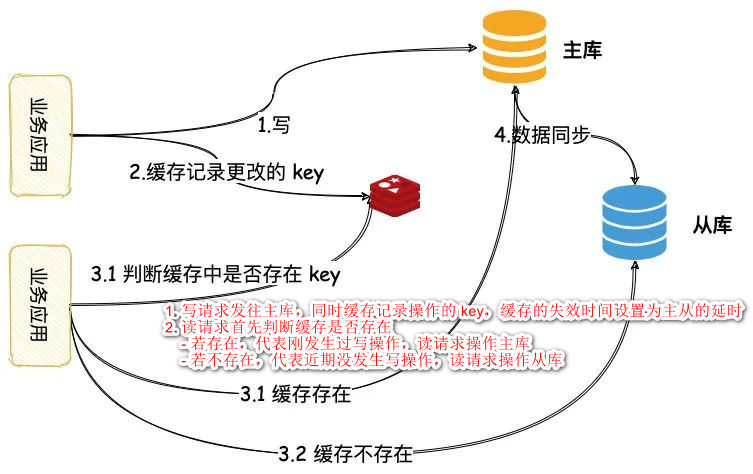 主库
业务应用
1.写
4.数据同步
2.缓存记录更改的 key
从库
业务应用
3.1 判断缓存中是否存在 key
1. 写请求发往主库，同时缓存记录操作的 key，缓存的失效时间设置为主从的延时
2. 读请求首先判断缓存是否存在
- 若存在，代表刚发生过写操作，读请求操作主库
- 若不存在，代表近期没发生写操作，读请求操作从库
3.1 缓存存在
3.2 缓存不存在